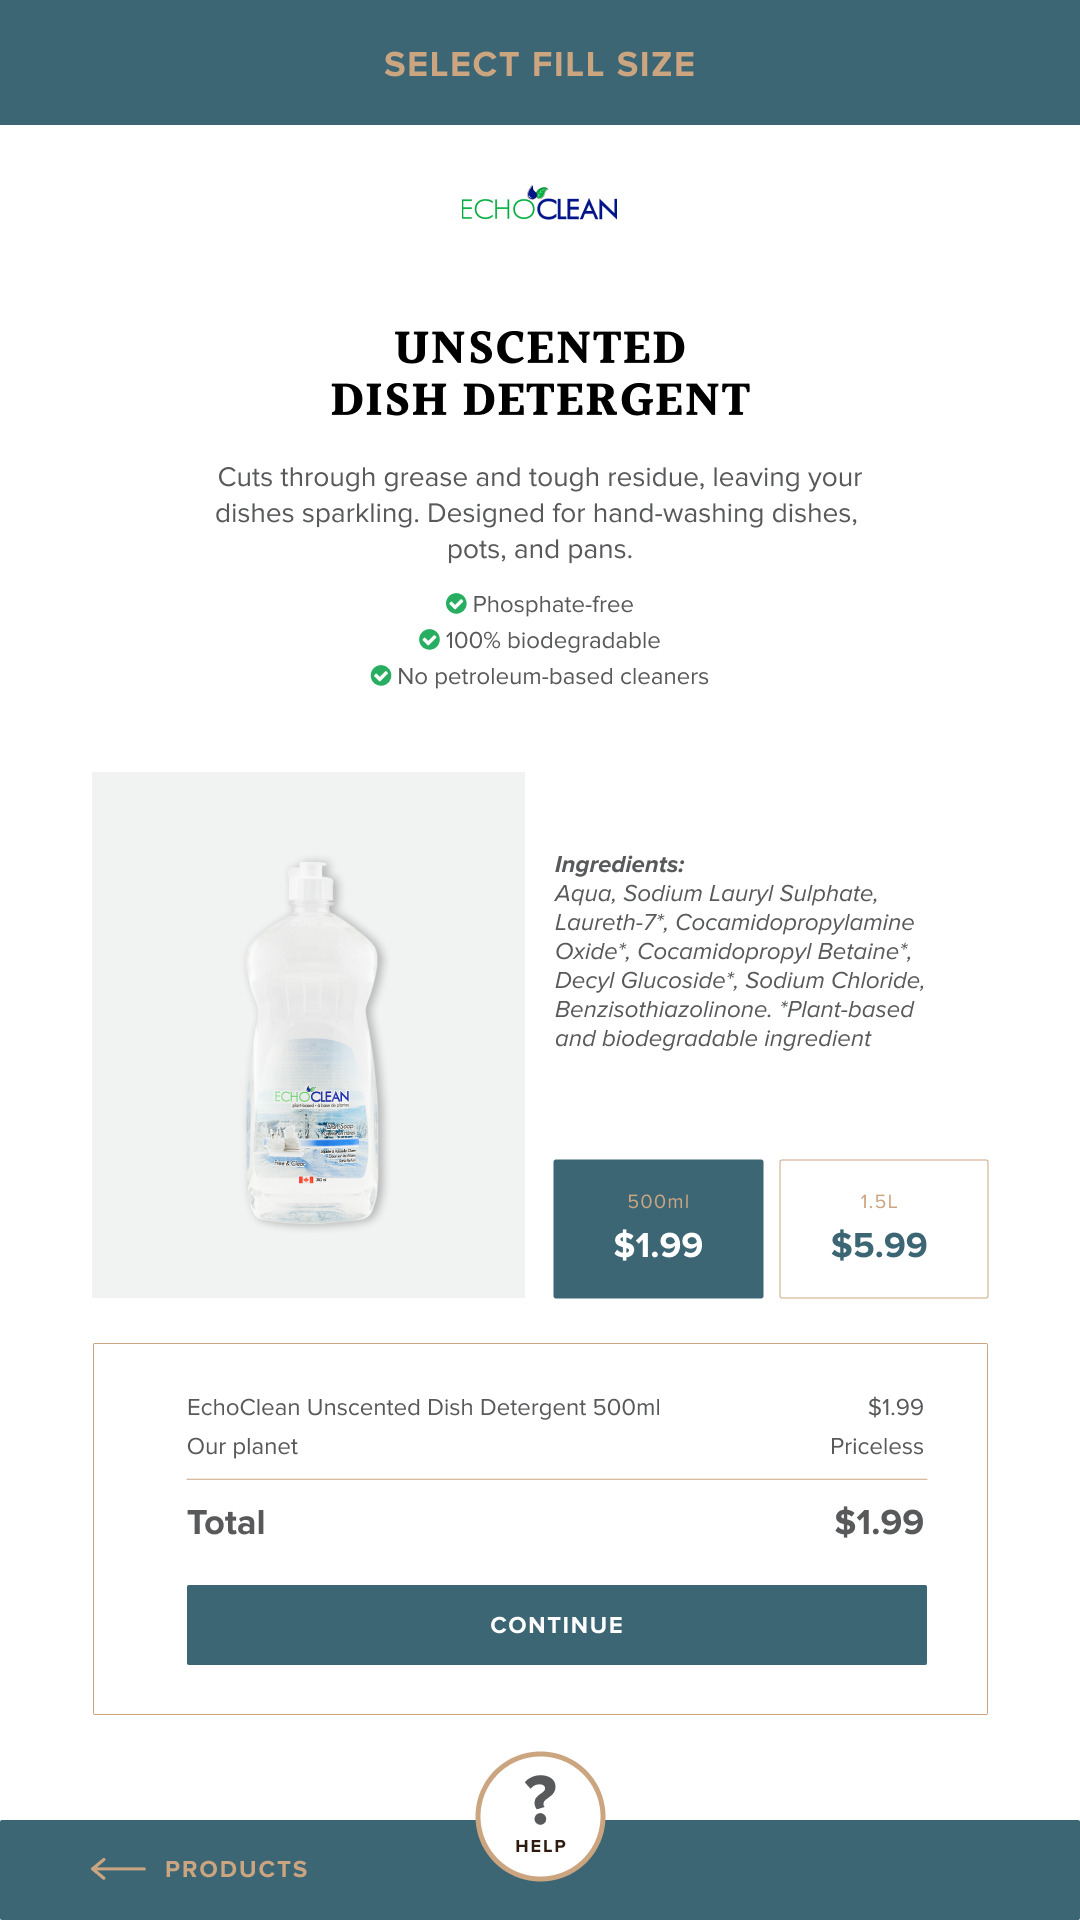 SELECT FILL SIZE
ECHOCLEAN
UNSCENTED
DISH DETERGENT
Cuts through grease and tough residue, leaving your
dishes sparkling. Designed for hand-washing dishes,
pots, and pans.
Phosphate-free
100% biodegradable
No petroleum-based cleaners
Ingredients:
Aqua, Sodium Lauryl Sulphate,
Laureth-7*, Cocamidopropylamine
Oxide*, Cocamidopropyl Betaine*,
Decyl Glucoside*, Sodium Chloride,
Benzisothiazolinone. *Plant-based
and biodegradable ingredient
ECHOCLEAN
Dish Soap
Free & Clear
500ml
$1.99
1.5L
$5.99
EchoClean Unscented Dish Detergent 500ml $1.99
Our planet Priceless
Total $1.99
CONTINUE
?
HELP
PRODUCTS